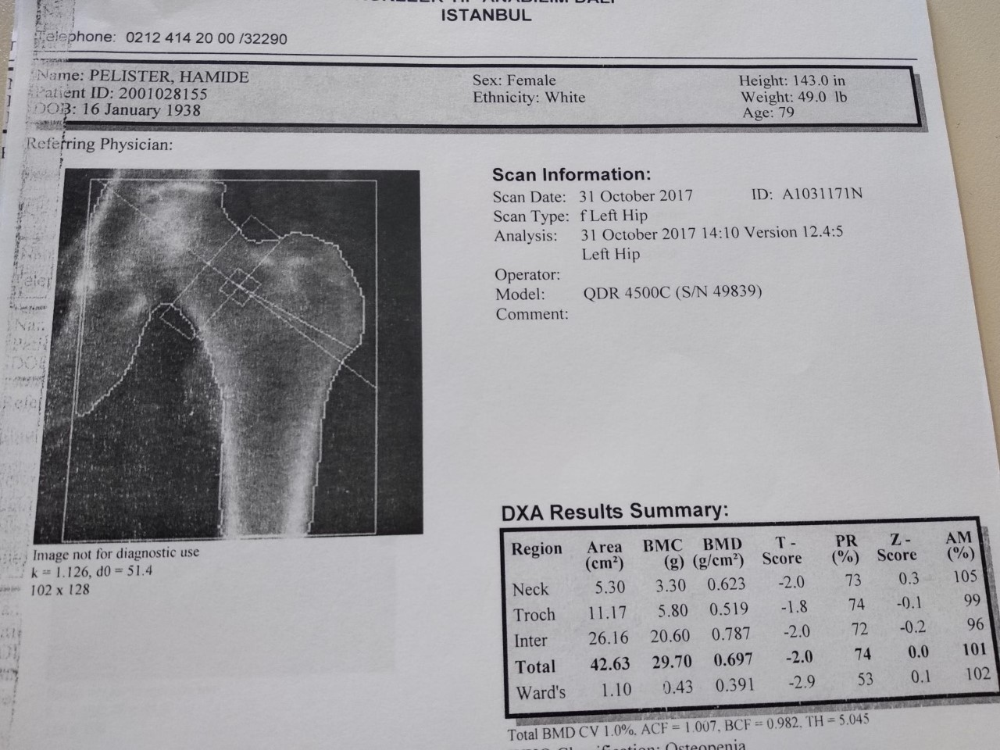 ISTANBUL
Telephone: 0212 414 20 00 /32290
Name: PELISTER, HAMIDE
Patient ID: 2001028155
DOB: 16 January 1938
Sex: Female
Ethnicity: White
Height: 143.0 in
Weight: 49.0 lb
Age: 79
Referring Physician:
Image not for diagnostic use
k = 1.126, d0 = 51.4
102 x 128
Scan Information:
Scan Date: 31 October 2017 ID: A1031171N
Scan Type: f Left Hip
Analysis: 31 October 2017 14:10 Version 12.4:5
Left Hip
Operator:
Model: QDR 4500C (S/N 49839)
Comment:
DXA Results Summary:
Region Area BMC BMD T - PR Z - AM
(cm²) (g) (g/cm²) Score (%) Score (%)
Neck 5.30 3.30 0.623 -2.0 73 0.3 105
Troch 11.17 5.80 0.519 -1.8 74 -0.1 99
Inter 26.16 20.60 0.787 -2.0 72 -0.2 96
Total 42.63 29.70 0.697 -2.0 74 0.0 101
Ward's 1.10 0.43 0.391 -2.9 53 0.1 102
Total BMD CV 1.0%, ACF = 1.007, BCF = 0.982, TH = 5.045
Osteopenia